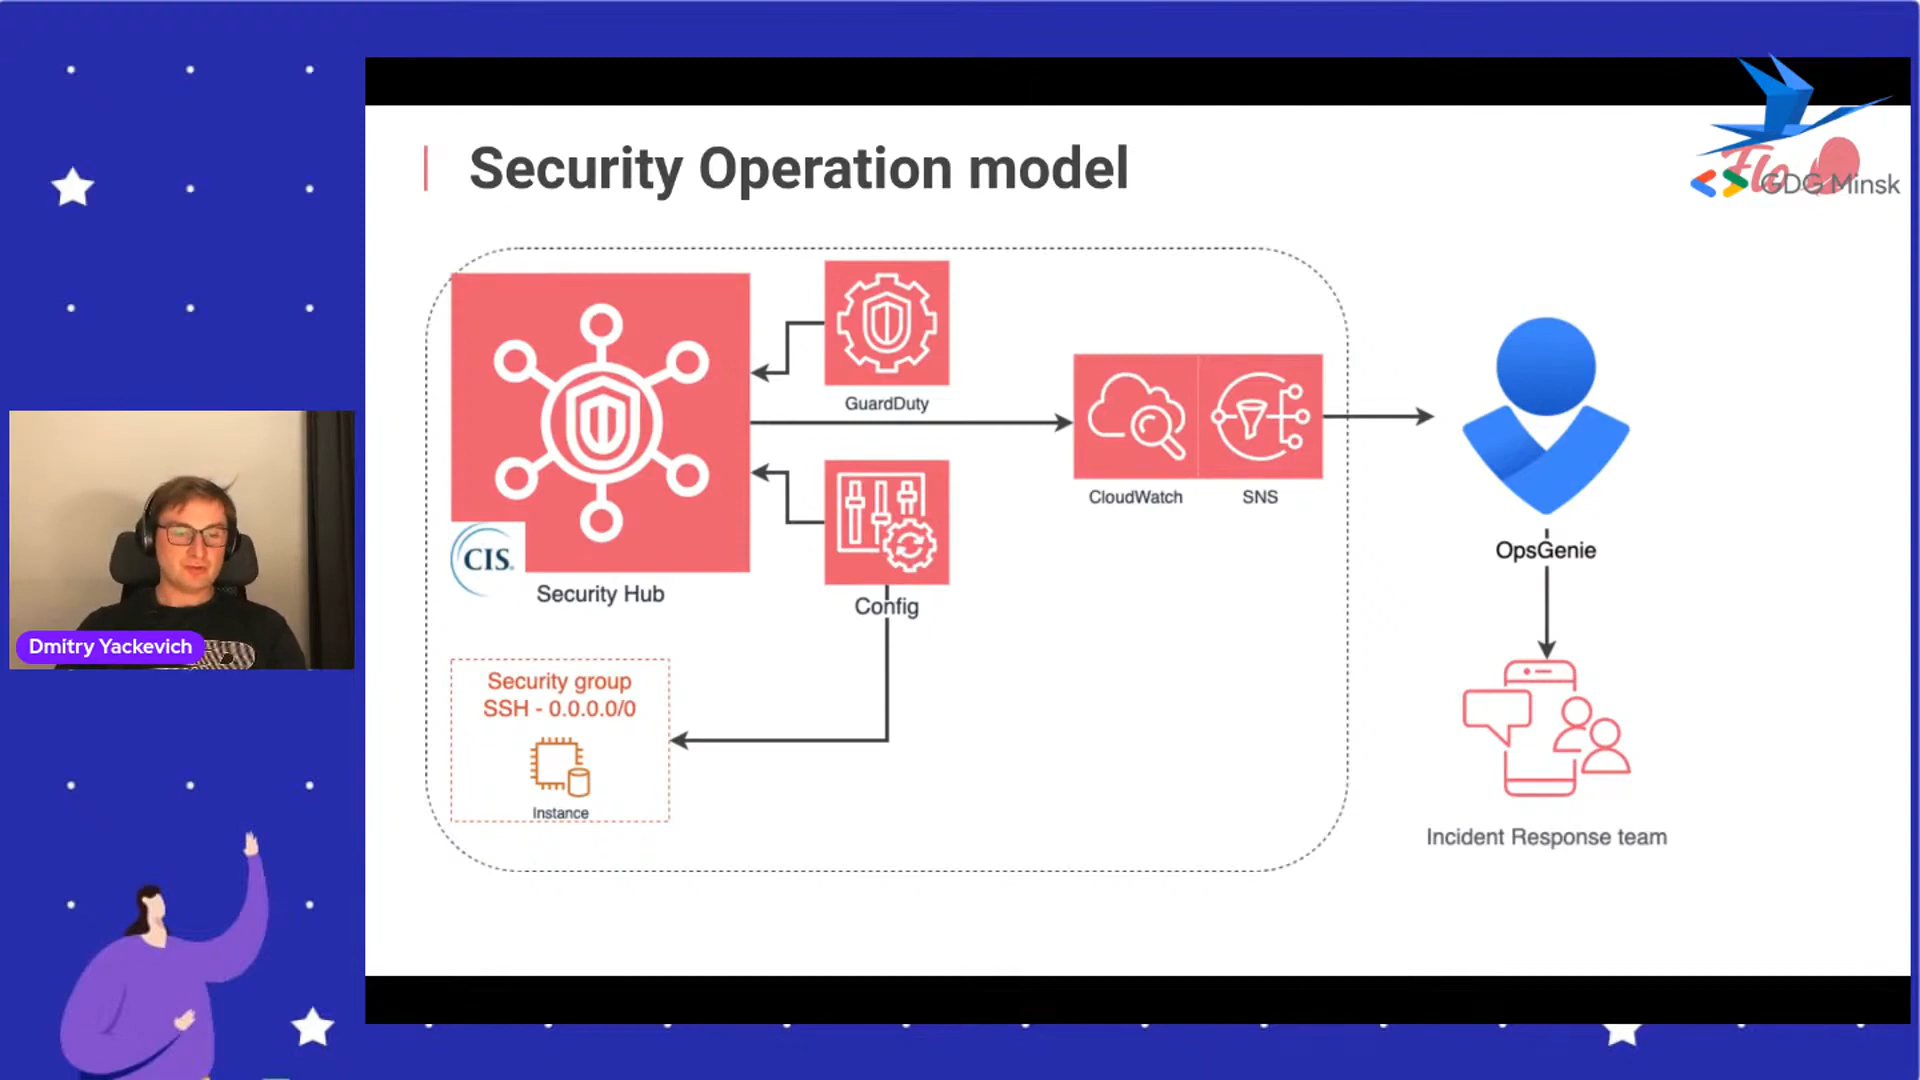 Security Operation model
Flo
GDG Minsk
GuardDuty
CloudWatch
SNS
CIS.
Security Hub
Config
OpsGenie
Security group
SSH - 0.0.0.0/0
Instance
Incident Response team
Dmitry Yackevich